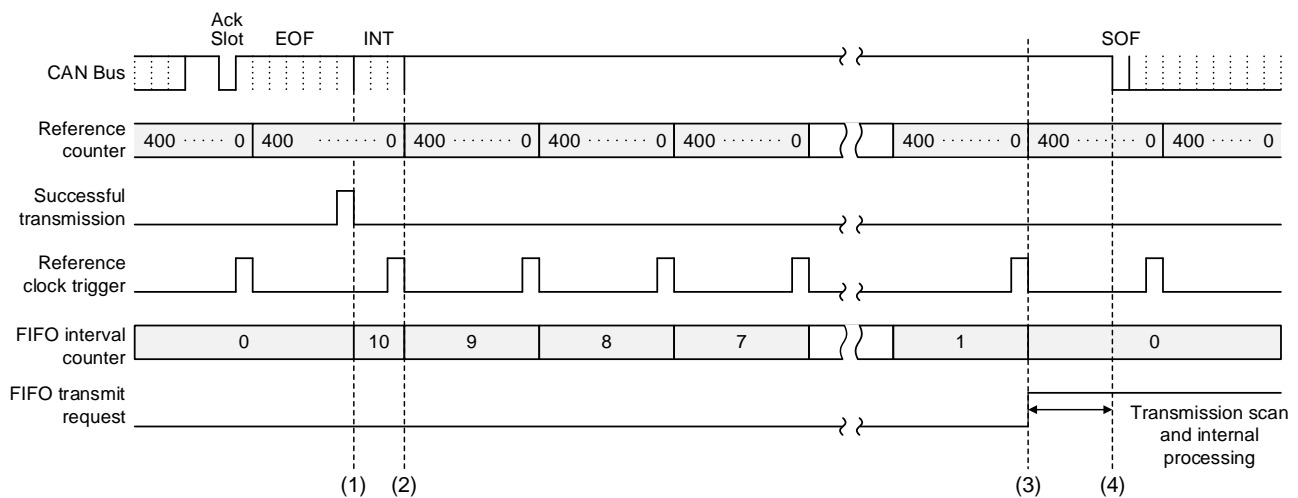 Ack
Slot EOF INT SOF
CAN Bus
Reference
counter 400 ······ 0 400 ········· 0 400 ······· 0 400 ······· 0 400 ······· 0 400 ······· 0 400 ······· 0 400 ······ 0
Successful
transmission
Reference
clock trigger
FIFO interval
counter 0 10 9 8 7 1 0
FIFO transmit
request
Transmission scan
and internal
processing
(1) (2) (3) (4)